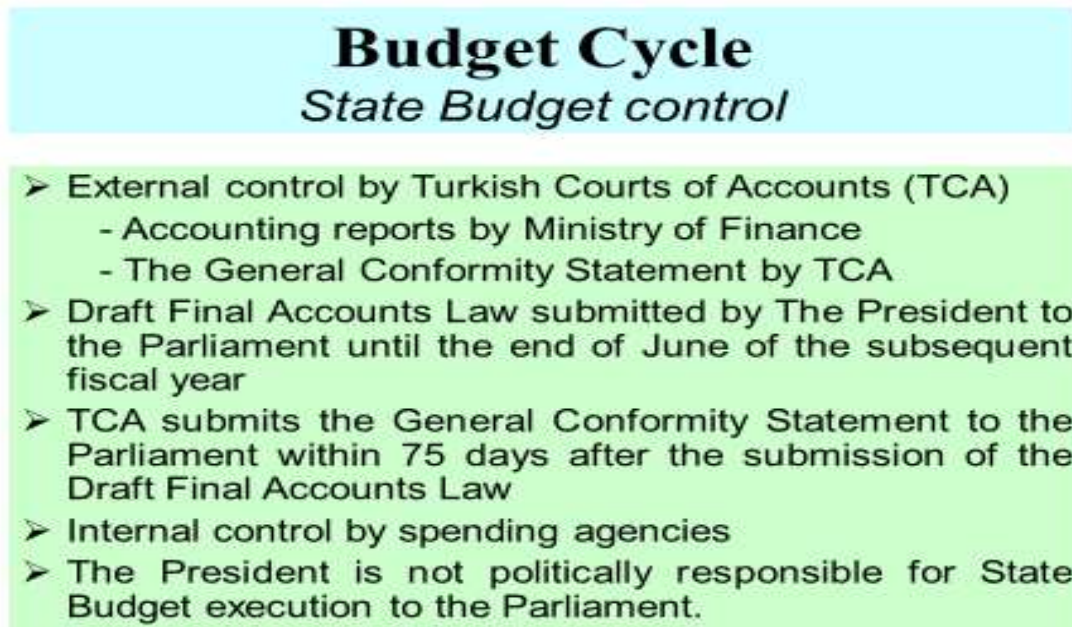 Budget Cycle
State Budget control
➢ External control by Turkish Courts of Accounts (TCA)
- Accounting reports by Ministry of Finance
- The General Conformity Statement by TCA
➢ Draft Final Accounts Law submitted by The President to
the Parliament until the end of June of the subsequent
fiscal year
➢ TCA submits the General Conformity Statement to the
Parliament within 75 days after the submission of the
Draft Final Accounts Law
➢ Internal control by spending agencies
➢ The President is not politically responsible for State
Budget execution to the Parliament.